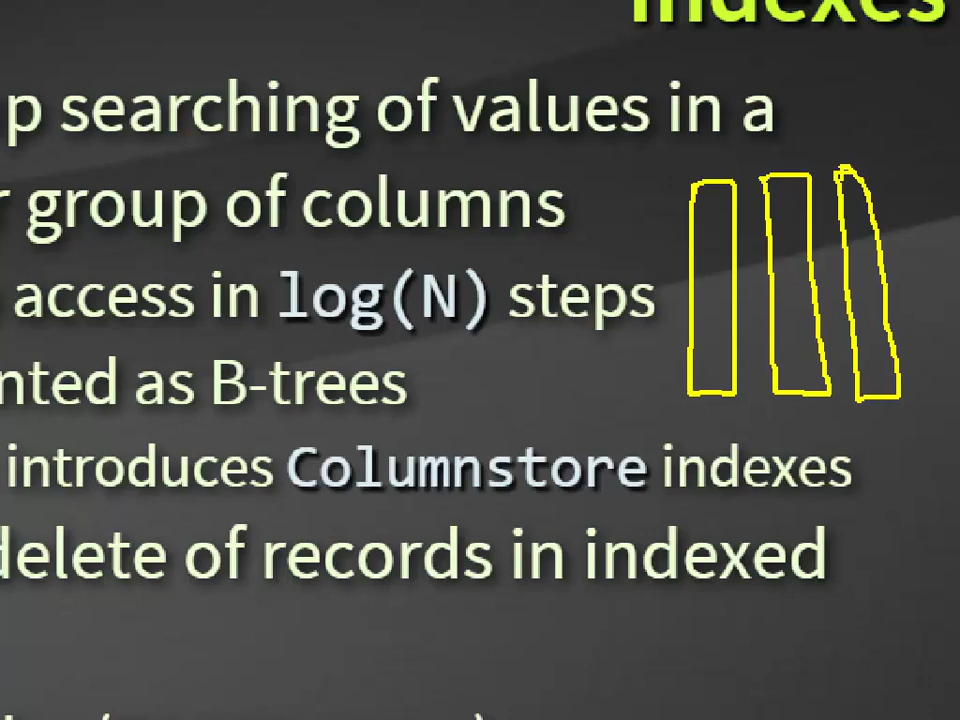 Indexes
p searching of values in a
r group of columns
access in log(N) steps
nted as B-trees
introduces Columnstore indexes
delete of records in indexed